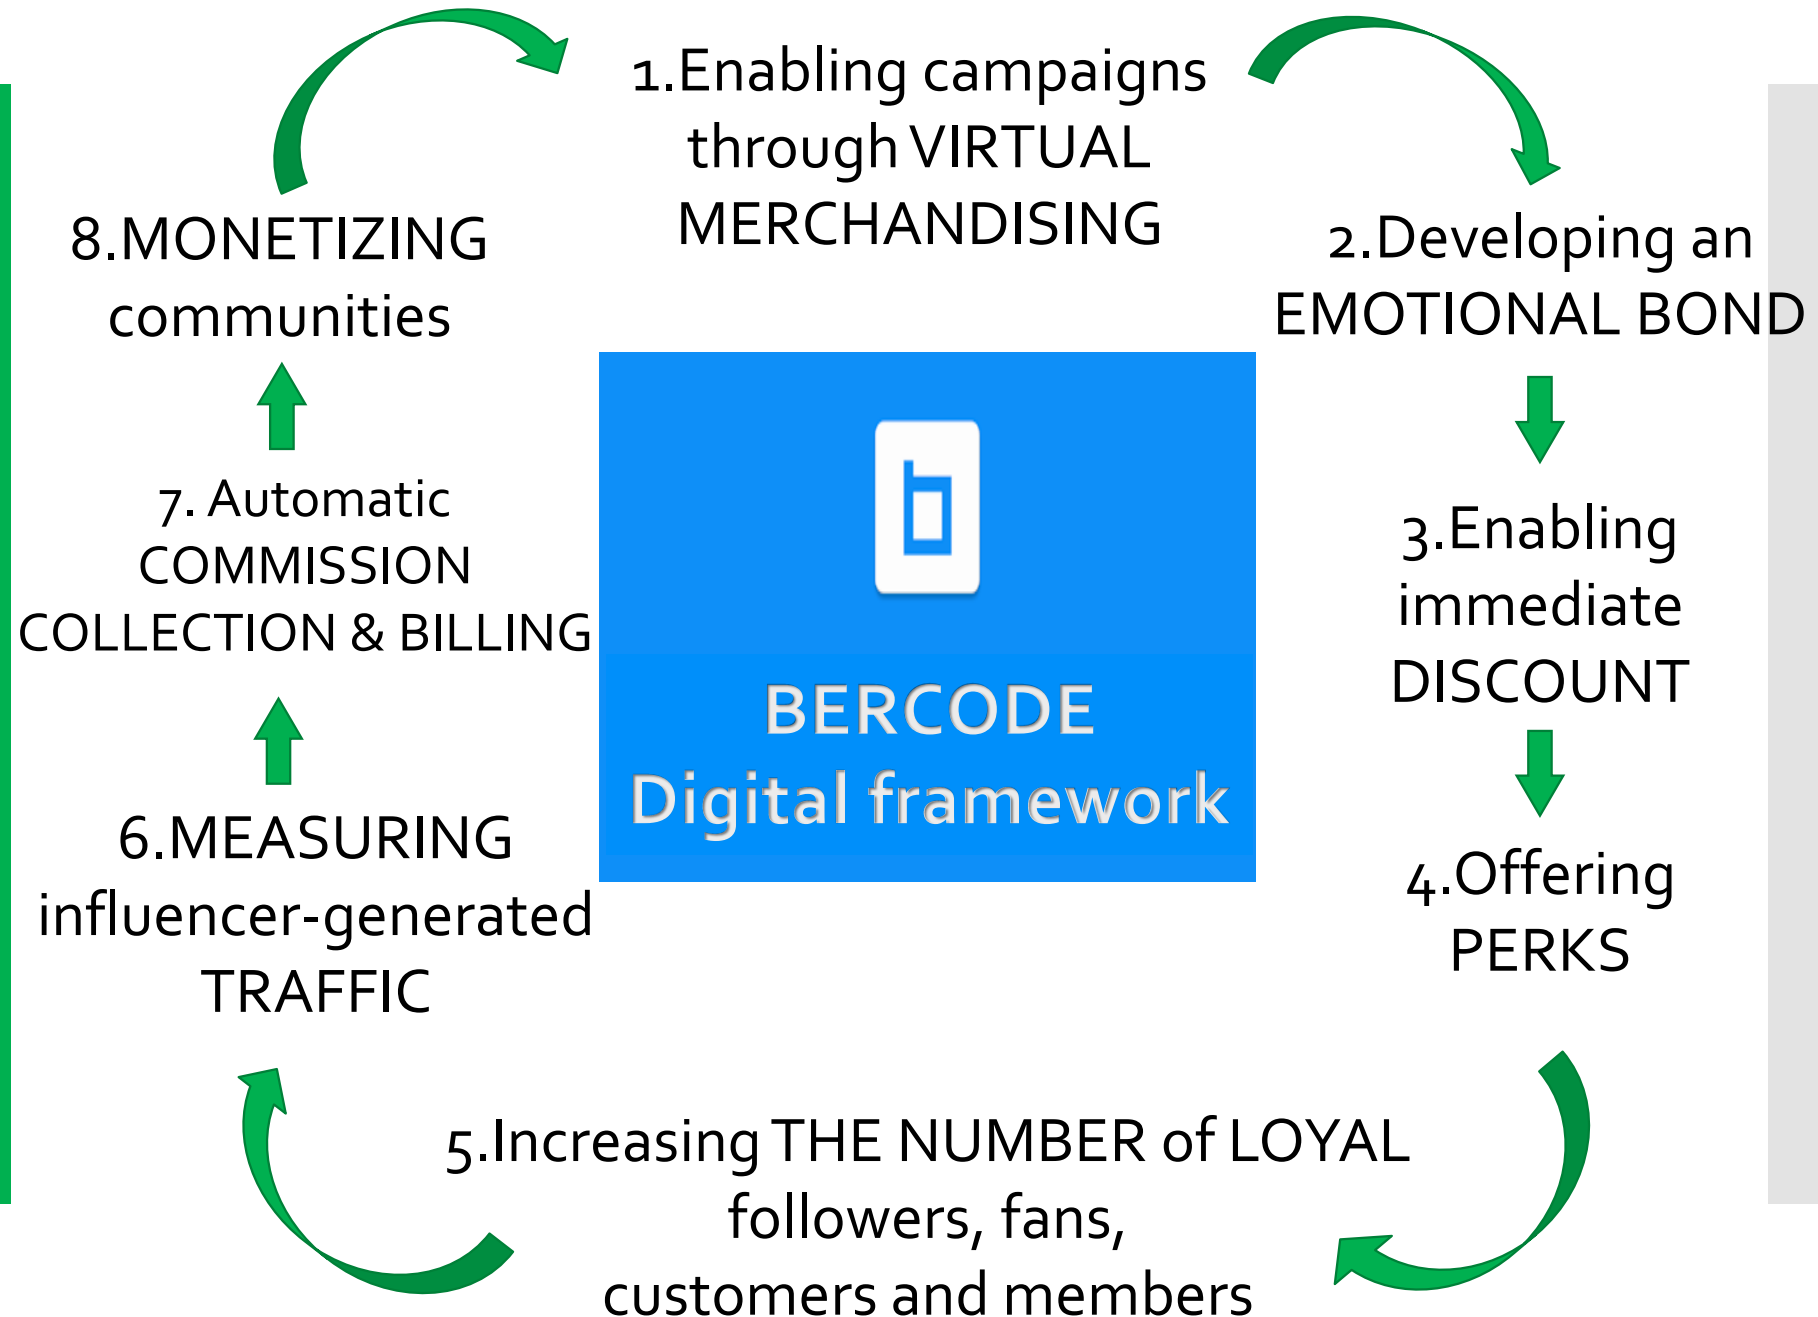 1.Enabling campaigns
through VIRTUAL
MERCHANDISING
2.Developing an
EMOTIONAL BOND
3.Enabling
immediate
DISCOUNT
4.Offering
PERKS
5.Increasing THE NUMBER of LOYAL
followers, fans,
customers and members
6.MEASURING
influencer-generated
TRAFFIC
7. Automatic
COMMISSION
COLLECTION & BILLING
8.MONETIZING
communities
b
BERCODE
Digital framework